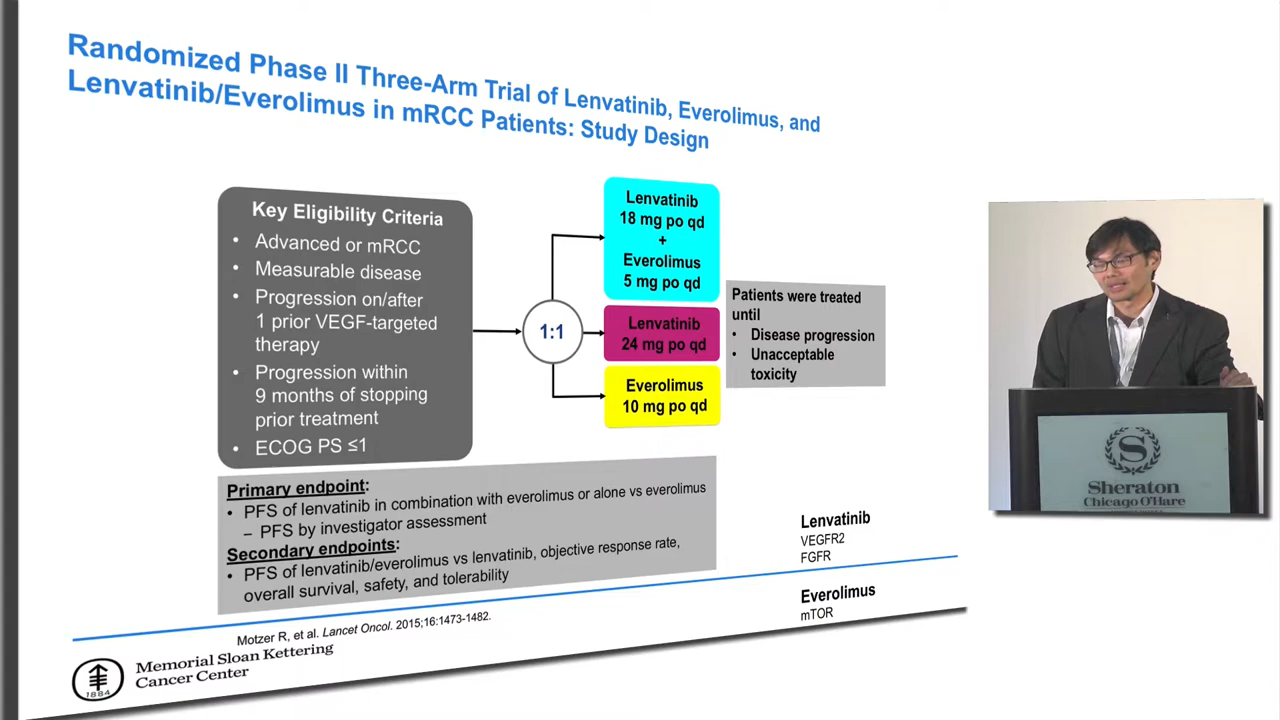 Randomized Phase II Three-Arm Trial of Lenvatinib, Everolimus, and
Lenvatinib/Everolimus in mRCC Patients: Study Design
Key Eligibility Criteria
• Advanced or mRCC
• Measurable disease
• Progression on/after
1 prior VEGF-targeted
therapy
• Progression within
9 months of stopping
prior treatment
• ECOG PS ≤1
1:1
Lenvatinib
18 mg po qd
+
Everolimus
5 mg po qd
Lenvatinib
24 mg po qd
Everolimus
10 mg po qd
Patients were treated
until
• Disease progression
• Unacceptable
toxicity
Primary endpoint:
• PFS of lenvatinib in combination with everolimus or alone vs everolimus
– PFS by investigator assessment
Secondary endpoints:
• PFS of lenvatinib/everolimus vs lenvatinib, objective response rate,
overall survival, safety, and tolerability
Lenvatinib
VEGFR2
FGFR
Everolimus
mTOR
Motzer R, et al. Lancet Oncol. 2015;16:1473-1482.
1884
Memorial Sloan Kettering
Cancer Center
S
Sheraton
Chicago O'Hare